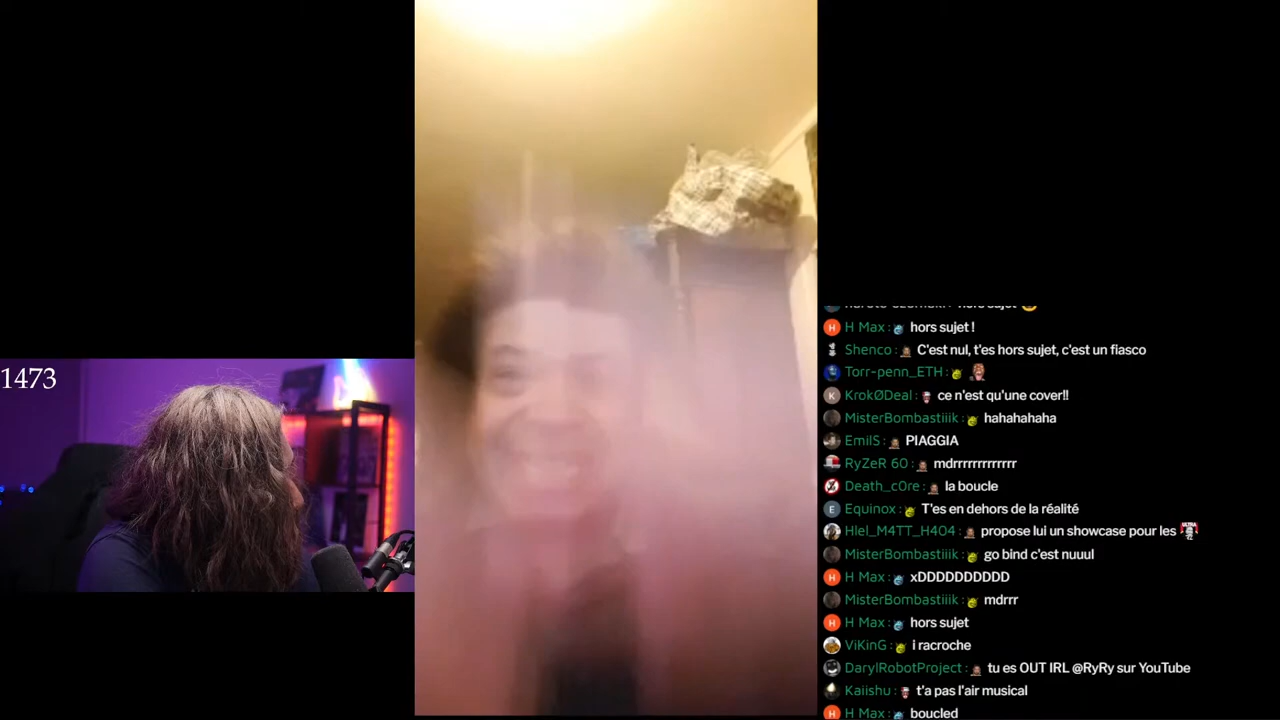 1473
H Max : hors sujet !
Shenco : C'est nul, t'es hors sujet, c'est un fiasco
Torr-penn_ETH :
KrokØDeal : ce n'est qu'une cover!!
MisterBombastiiik : hahahahaha
EmilS : PIAGGIA
RyZeR 60 : mdrrrrrrrrrrrrr
Death_c0re : la boucle
Equinox : T'es en dehors de la réalité
Hlel_M4TT_H4O4 : propose lui un showcase pour les
MisterBombastiiik : go bind c'est nuuul
H Max : xDDDDDDDDDD
MisterBombastiiik : mdrrr
H Max : hors sujet
ViKinG : i racroche
DarylRobotProject : tu es OUT IRL @RyRy sur YouTube
Kaiishu : t'a pas l'air musical
H Max : boucled